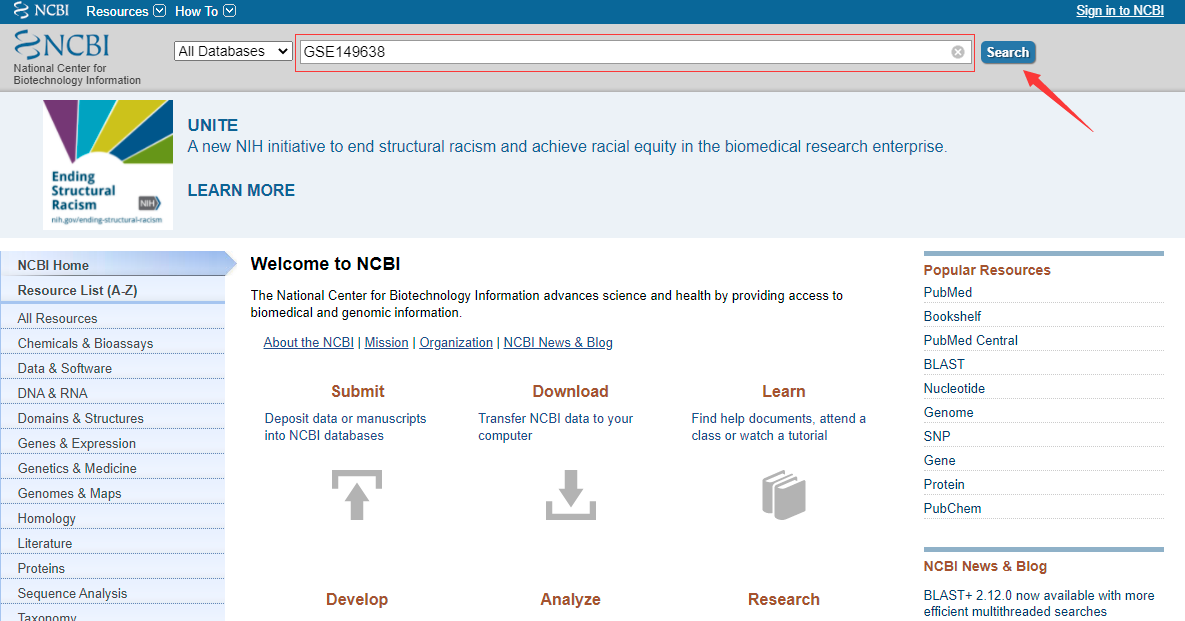 NCBI Resources How To Sign in to NCBI
NCBI
National Center for
Biotechnology Information
All Databases GSE149638 Search
Ending
Structural
Racism
NIH
nih.gov/ending-structural-racism
UNITE
A new NIH initiative to end structural racism and achieve racial equity in the biomedical research enterprise.
LEARN MORE
NCBI Home
Resource List (A-Z)
All Resources
Chemicals & Bioassays
Data & Software
DNA & RNA
Domains & Structures
Genes & Expression
Genetics & Medicine
Genomes & Maps
Homology
Literature
Proteins
Sequence Analysis
Taxonomy
Welcome to NCBI
The National Center for Biotechnology Information advances science and health by providing access to
biomedical and genomic information.
About the NCBI | Mission | Organization | NCBI News & Blog
Submit
Deposit data or manuscripts
into NCBI databases
Download
Transfer NCBI data to your
computer
Learn
Find help documents, attend a
class or watch a tutorial
Develop
Analyze
Research
Popular Resources
PubMed
Bookshelf
PubMed Central
BLAST
Nucleotide
Genome
SNP
Gene
Protein
PubChem
NCBI News & Blog
BLAST+ 2.12.0 now available with more
efficient multithreaded searches